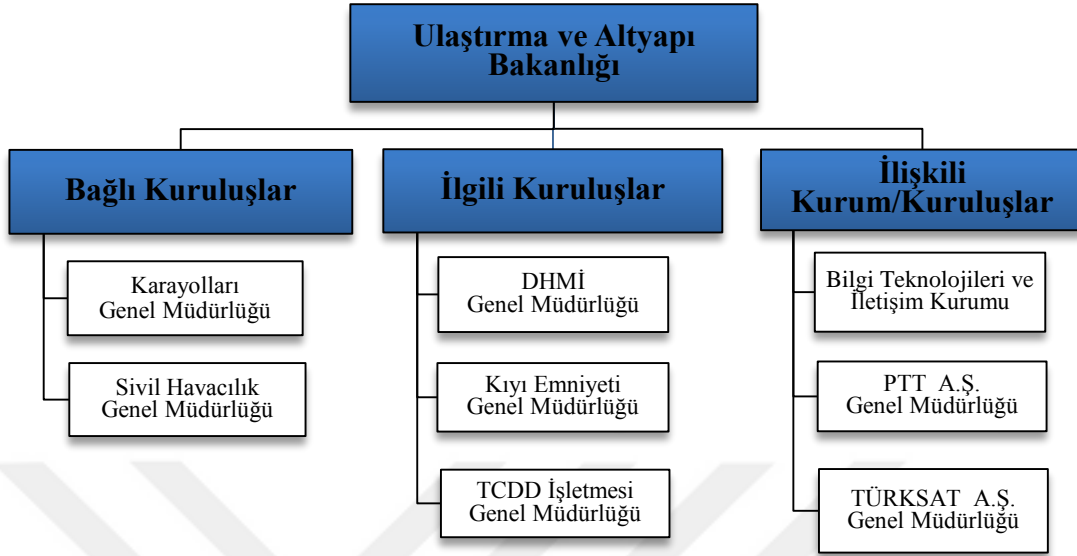 Ulaştırma ve Altyapı
Bakanlığı
Bağlı Kuruluşlar
Karayolları
Genel Müdürlüğü
Sivil Havacılık
Genel Müdürlüğü
İlgili Kuruluşlar
DHMİ
Genel Müdürlüğü
Kıyı Emniyeti
Genel Müdürlüğü
TCDD İşletmesi
Genel Müdürlüğü
İlişkili
Kurum/Kuruluşlar
Bilgi Teknolojileri ve
İletişim Kurumu
PTT A.Ş.
Genel Müdürlüğü
TÜRKSAT A.Ş.
Genel Müdürlüğü